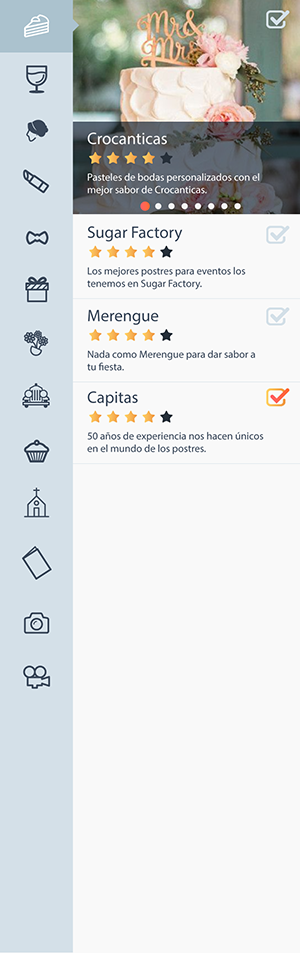 Mr&
Mrs
Crocanticas
Pasteles de bodas personalizados con el
mejor sabor de Crocanticas.
Sugar Factory
Los mejores postres para eventos los
tenemos en Sugar Factory.
Merengue
Nada como Merengue para dar sabor a
tu fiesta.
Capitas
50 años de experiencia nos hacen únicos
en el mundo de los postres.